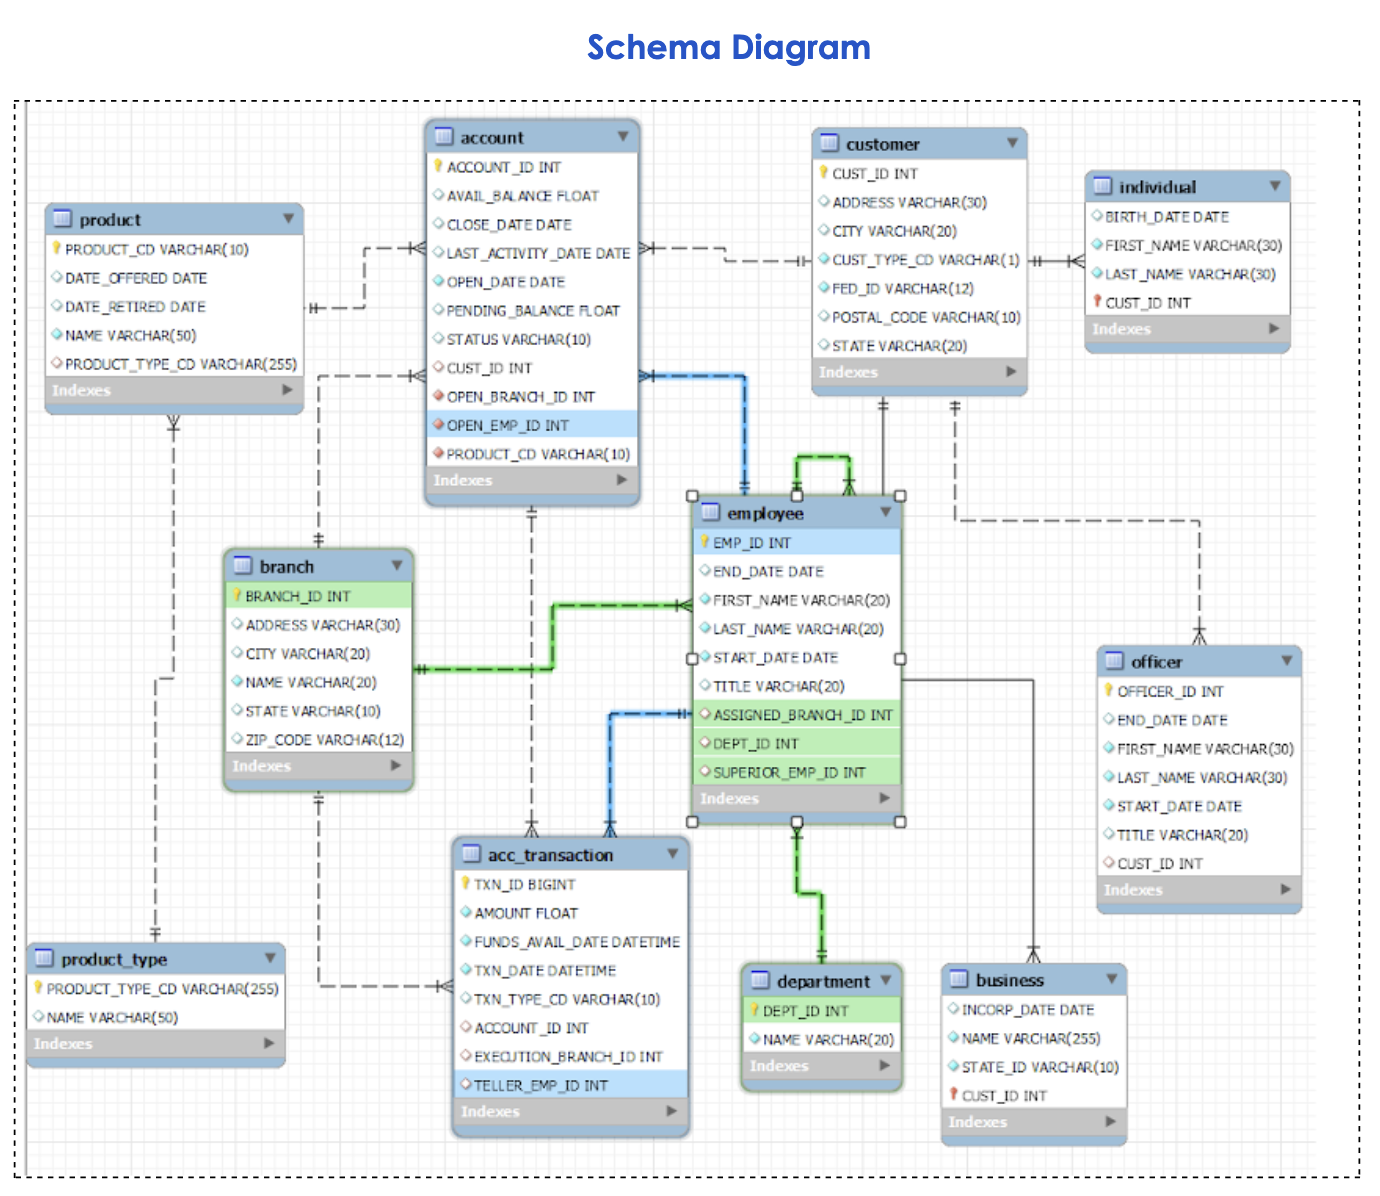 Schema Diagram
account
ACCOUNT_ID INT
AVAIL_BALANCE FLOAT
CLOSE_DATE DATE
LAST_ACTIVITY_DATE DATE
OPEN_DATE DATE
PENDING_BALANCE FLOAT
STATUS VARCHAR(10)
CUST_ID INT
OPEN_BRANCH_ID INT
OPEN_EMP_ID INT
PRODUCT_CD VARCHAR(10)
Indexes
customer
CUST_ID INT
ADDRESS VARCHAR(30)
CITY VARCHAR(20)
CUST_TYPE_CD VARCHAR(1)
FED_ID VARCHAR(12)
POSTAL_CODE VARCHAR(10)
STATE VARCHAR(20)
Indexes
individual
BIRTH_DATE DATE
FIRST_NAME VARCHAR(30)
LAST_NAME VARCHAR(30)
CUST_ID INT
Indexes
product
PRODUCT_CD VARCHAR(10)
DATE_OFFERED DATE
DATE_RETIRED DATE
NAME VARCHAR(50)
PRODUCT_TYPE_CD VARCHAR(255)
Indexes
branch
BRANCH_ID INT
ADDRESS VARCHAR(30)
CITY VARCHAR(20)
NAME VARCHAR(20)
STATE VARCHAR(10)
ZIP_CODE VARCHAR(12)
Indexes
employee
EMP_ID INT
END_DATE DATE
FIRST_NAME VARCHAR(20)
LAST_NAME VARCHAR(20)
START_DATE DATE
TITLE VARCHAR(20)
ASSIGNED_BRANCH_ID INT
DEPT_ID INT
SUPERIOR_EMP_ID INT
Indexes
officer
OFFICER_ID INT
END_DATE DATE
FIRST_NAME VARCHAR(30)
LAST_NAME VARCHAR(30)
START_DATE DATE
TITLE VARCHAR(20)
CUST_ID INT
Indexes
product_type
PRODUCT_TYPE_CD VARCHAR(255)
NAME VARCHAR(50)
Indexes
acc_transaction
TXN_ID BIGINT
AMOUNT FLOAT
FUNDS_AVAIL_DATE DATETIME
TXN_DATE DATETIME
TXN_TYPE_CD VARCHAR(10)
ACCOUNT_ID INT
EXECUTION_BRANCH_ID INT
TELLER_EMP_ID INT
Indexes
department
DEPT_ID INT
NAME VARCHAR(20)
Indexes
business
INCORP_DATE DATE
NAME VARCHAR(255)
STATE_ID VARCHAR(10)
CUST_ID INT
Indexes